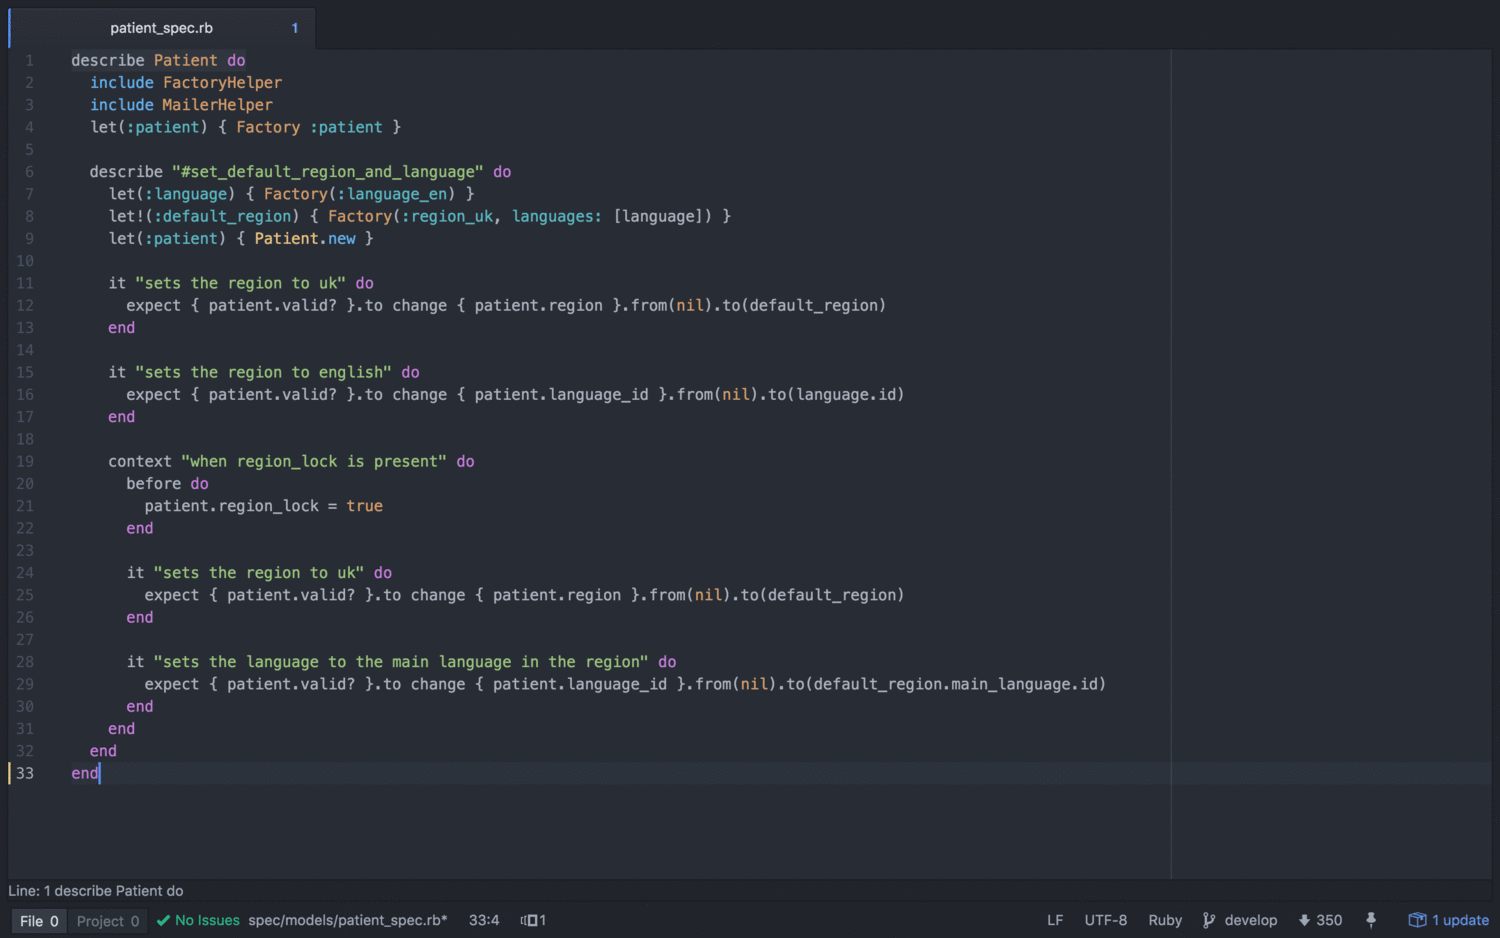 patient_spec.rb 1
1 describe Patient do
2 include FactoryHelper
3 include MailerHelper
4 let(:patient) { Factory :patient }
5
6 describe "#set_default_region_and_language" do
7 let(:language) { Factory(:language_en) }
8 let!(:default_region) { Factory(:region_uk, languages: [language]) }
9 let(:patient) { Patient.new }
10
11 it "sets the region to uk" do
12 expect { patient.valid? }.to change { patient.region }.from(nil).to(default_region)
13 end
14
15 it "sets the region to english" do
16 expect { patient.valid? }.to change { patient.language_id }.from(nil).to(language.id)
17 end
18
19 context "when region_lock is present" do
20 before do
21 patient.region_lock = true
22 end
23
24 it "sets the region to uk" do
25 expect { patient.valid? }.to change { patient.region }.from(nil).to(default_region)
26 end
27
28 it "sets the language to the main language in the region" do
29 expect { patient.valid? }.to change { patient.language_id }.from(nil).to(default_region.main_language.id)
30 end
31 end
32 end
33 end
Line: 1 describe Patient do
File 0 Project 0 No Issues spec/models/patient_spec.rb* 33:4 1 LF UTF-8 Ruby develop 350 1 update